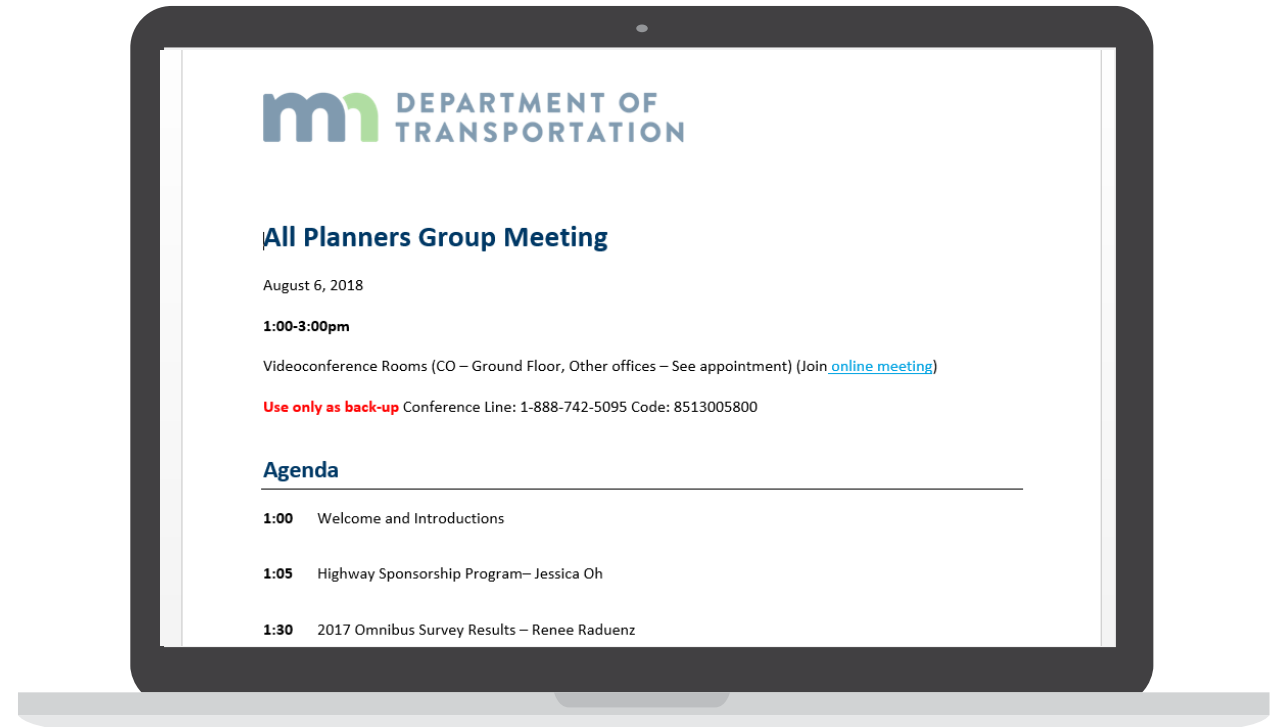 mn DEPARTMENT OF
TRANSPORTATION
All Planners Group Meeting
August 6, 2018
1:00-3:00pm
Videoconference Rooms (CO – Ground Floor, Other offices – See appointment) (Join online meeting)
Use only as back-up Conference Line: 1-888-742-5095 Code: 8513005800
Agenda
1:00 Welcome and Introductions
1:05 Highway Sponsorship Program– Jessica Oh
1:30 2017 Omnibus Survey Results – Renee Raduenz